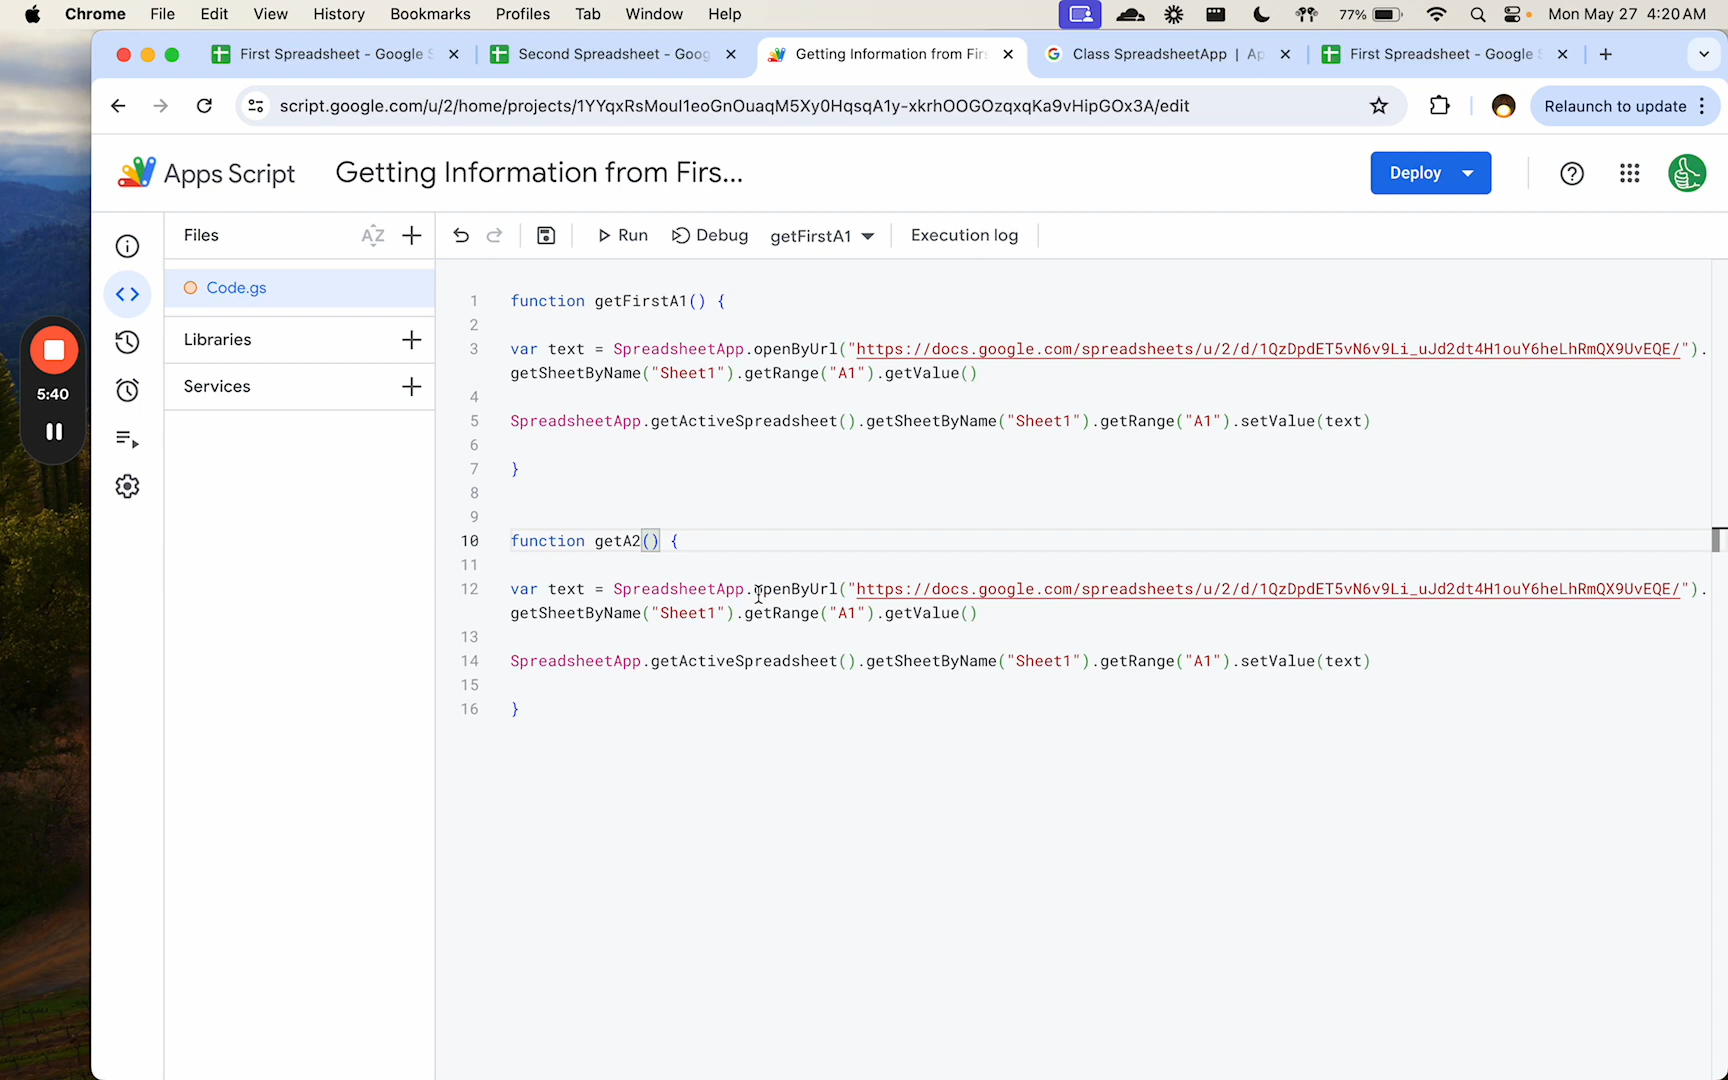 Chrome File Edit View History Bookmarks Profiles Tab Window Help 77% Mon May 27 4:20 AM
First Spreadsheet - Google S Second Spreadsheet - Goog Getting Information from Firs Class SpreadsheetApp | Ap First Spreadsheet - Google S
script.google.com/u/2/home/projects/1YYqxRsMouI1eoGnOuaqM5Xy0HqsqA1y-xkrhOOGOzqxqKa9vHipGOx3A/edit Relaunch to update
Apps Script Getting Information from Firs... Deploy
Files AZ Run Debug getFirstA1 Execution log
Code.gs
Libraries
Services
5:40
1 function getFirstA1() {
2
3 var text = SpreadsheetApp.openByUrl("https://docs.google.com/spreadsheets/u/2/d/1QzDpdET5vN6v9Li_uJd2dt4H1ouY6heLhRmQX9UvEQE/").
getSheetByName("Sheet1").getRange("A1").getValue()
4
5 SpreadsheetApp.getActiveSpreadsheet().getSheetByName("Sheet1").getRange("A1").setValue(text)
6
7 }
8
9
10 function getA2() {
11
12 var text = SpreadsheetApp.openByUrl("https://docs.google.com/spreadsheets/u/2/d/1QzDpdET5vN6v9Li_uJd2dt4H1ouY6heLhRmQX9UvEQE/").
getSheetByName("Sheet1").getRange("A1").getValue()
13
14 SpreadsheetApp.getActiveSpreadsheet().getSheetByName("Sheet1").getRange("A1").setValue(text)
15
16 }